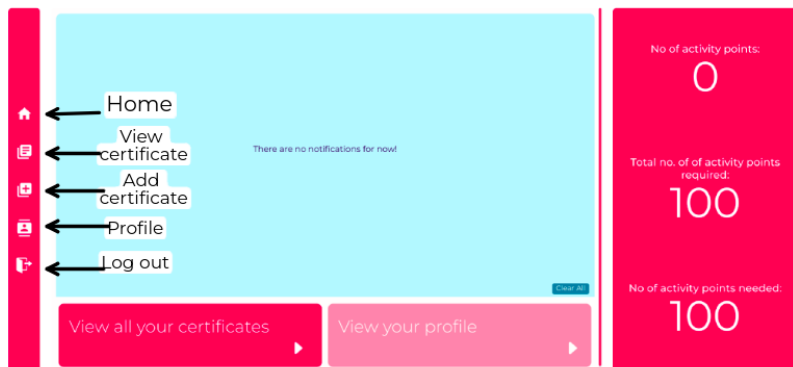 Home
View
certificate
Add
certificate
Profile
Log out
There are no notifications for now!
Clear All
View all your certificates
View your profile
No of activity points:
0
Total no. of of activity points
required:
100
No of activity points needed:
100